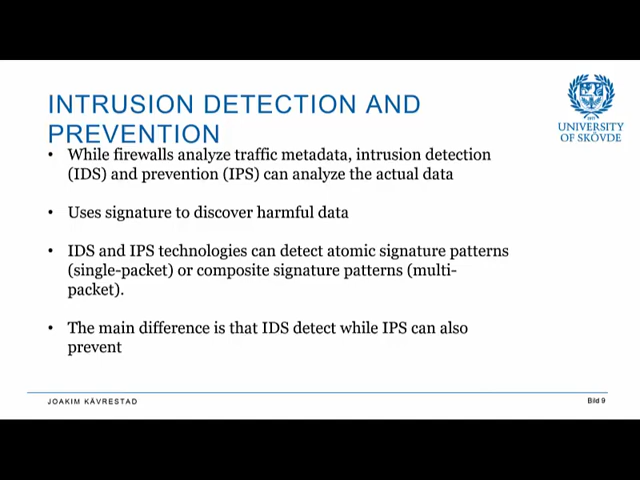 INTRUSION DETECTION AND
PREVENTION
UNIVERSITY
OF SKÖVDE
• While firewalls analyze traffic metadata, intrusion detection
(IDS) and prevention (IPS) can analyze the actual data
• Uses signature to discover harmful data
• IDS and IPS technologies can detect atomic signature patterns
(single-packet) or composite signature patterns (multi-
packet).
• The main difference is that IDS detect while IPS can also
prevent
JOAKIM KÄVRESTAD
Bild 9